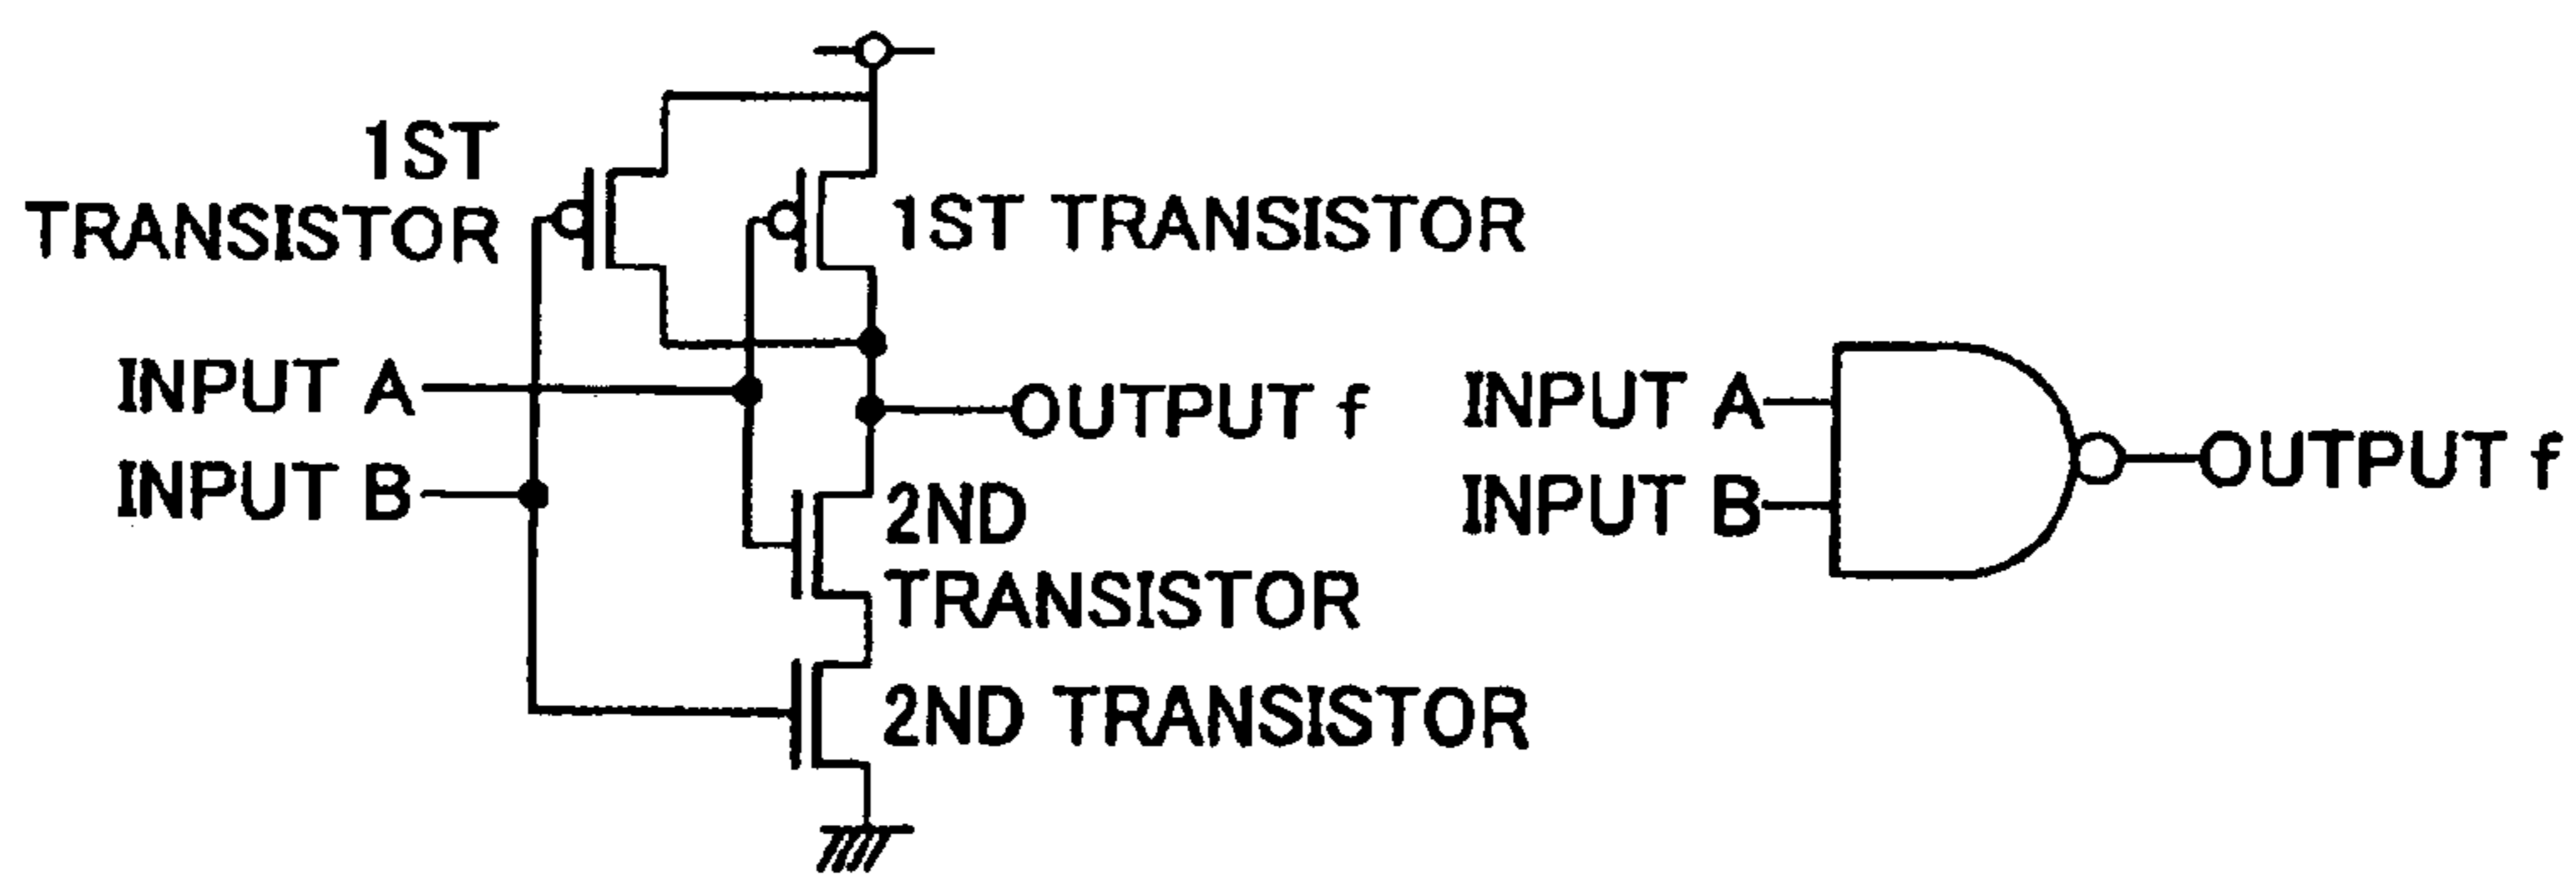 1ST
TRANSISTOR
1ST TRANSISTOR
INPUT A
OUTPUT f
INPUT B
2ND
TRANSISTOR
2ND TRANSISTOR
INPUT A
INPUT B
OUTPUT f